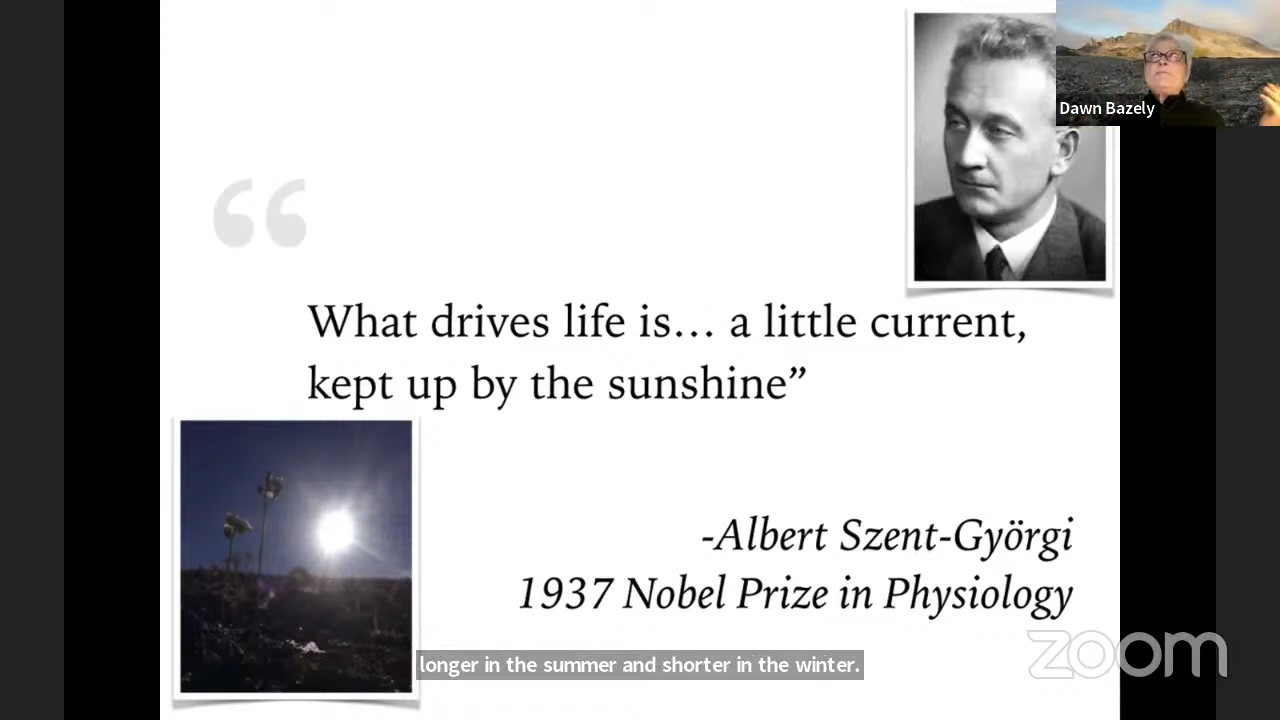 Dawn Bazely
“
What drives life is... a little current,
kept up by the sunshine”
-Albert Szent-Györgi
1937 Nobel Prize in Physiology
longer in the summer and shorter in the winter.
zoom